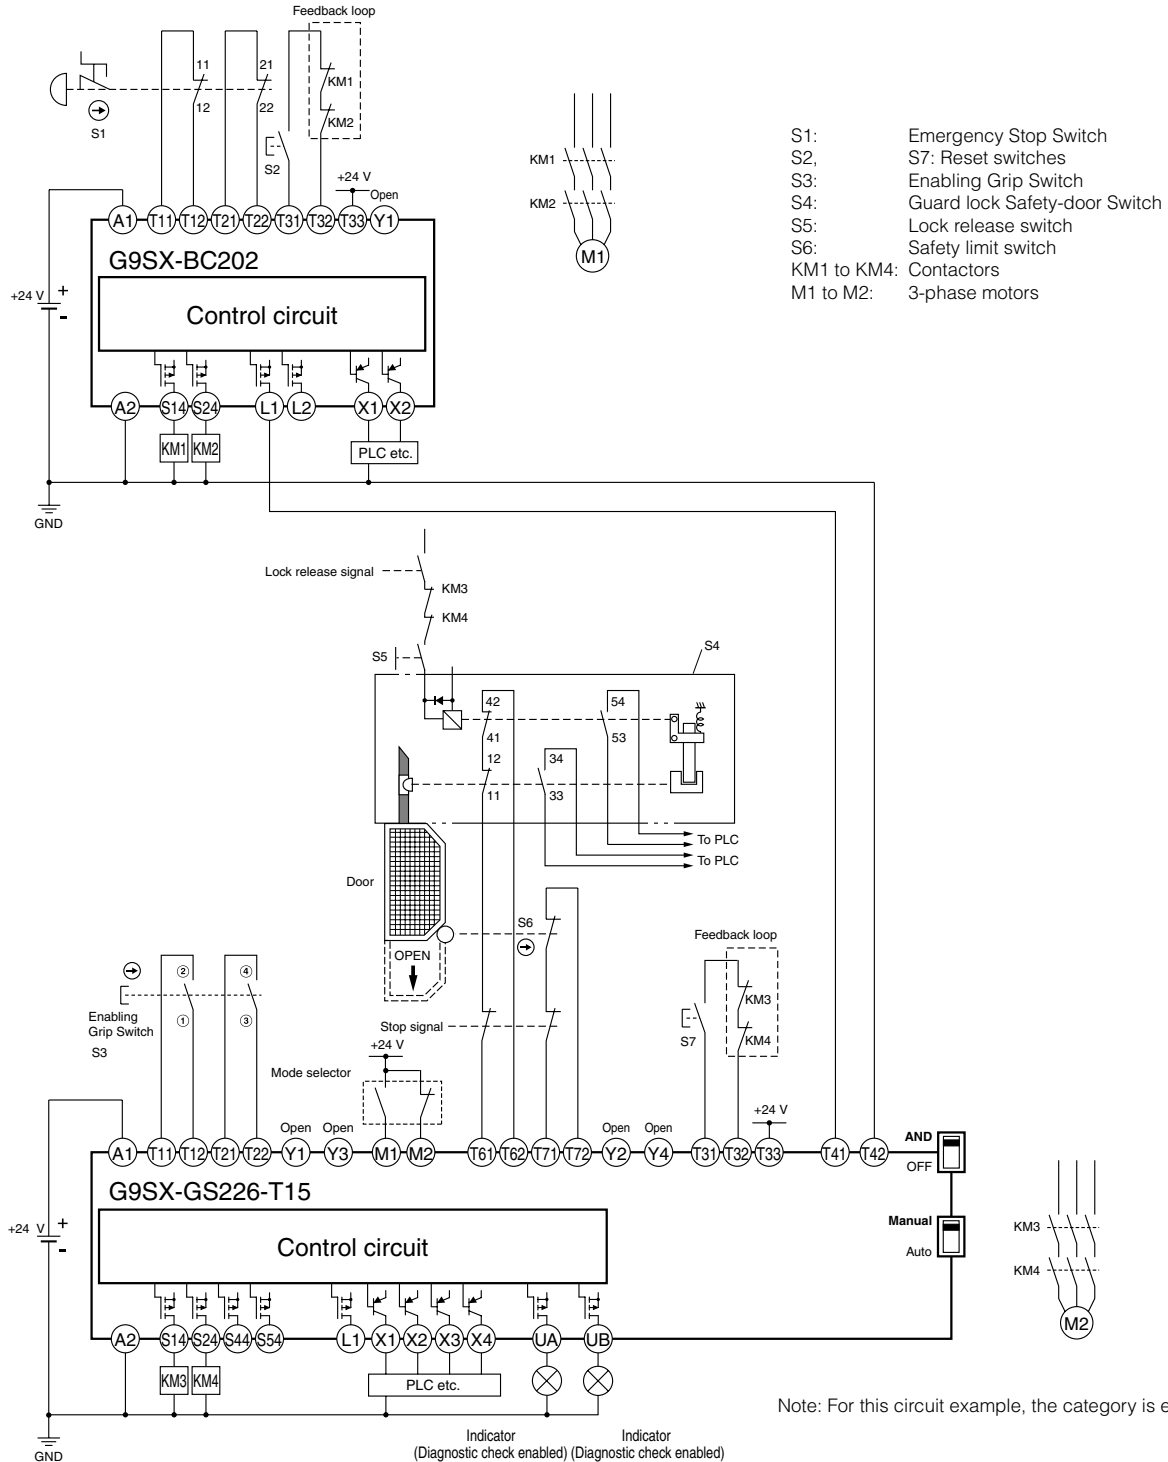 Feedback loop
11
21
KM1
12
22
KM2
S1
S2
+24 V
Open
A1
T11
T12
T21
T22
T31
T32
T33
Y1
G9SX-BC202
+24 V
+
-
Control circuit
A2
S14
S24
L1
L2
X1
X2
KM1
KM2
PLC etc.
GND
KM1
KM2
M1
S1: Emergency Stop Switch
S2, S7: Reset switches
S3: Enabling Grip Switch
S4: Guard lock Safety-door Switch
S5: Lock release switch
S6: Safety limit switch
KM1 to KM4: Contactors
M1 to M2: 3-phase motors
Lock release signal
KM3
KM4
S5
S4
42
54
41
53
12
34
11
33
To PLC
To PLC
Door
S6
OPEN
Feedback loop
② ④
KM3
Enabling
Grip Switch
① ③
S3
Stop signal
S7
KM4
+24 V
Mode selector
+24 V
Open
Open
Open
Open
A1
T11
T12
T21
T22
Y1
Y3
M1
M2
T61
T62
T71
T72
Y2
Y4
T31
T32
T33
T41
T42
AND
OFF
G9SX-GS226-T15
Manual
Auto
+24 V
+
-
Control circuit
A2
S14
S24
S44
S54
L1
X1
X2
X3
X4
UA
UB
KM3
KM4
PLC etc.
GND
KM3
KM4
M2
Indicator
(Diagnostic check enabled)
Indicator
(Diagnostic check enabled)
Note: For this circuit example, the category is e